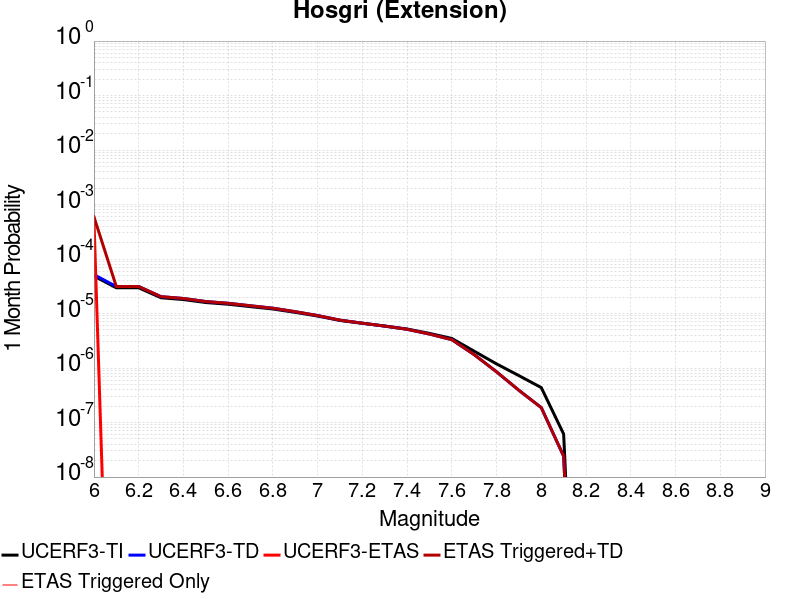 Hosgri (Extension)
10^0
10^-1
10^-2
10^-3
10^-4
10^-5
10^-6
10^-7
10^-8
1 Month Probability
6 6.2 6.4 6.6 6.8 7 7.2 7.4 7.6 7.8 8 8.2 8.4 8.6 8.8 9
Magnitude
UCERF3-TI UCERF3-TD UCERF3-ETAS ETAS Triggered+TD
ETAS Triggered Only